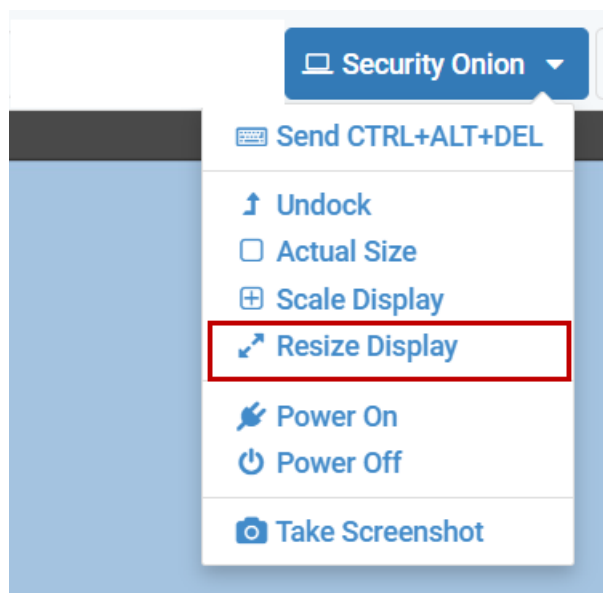 Security Onion
Send CTRL+ALT+DEL
Undock
Actual Size
Scale Display
Resize Display
Power On
Power Off
Take Screenshot